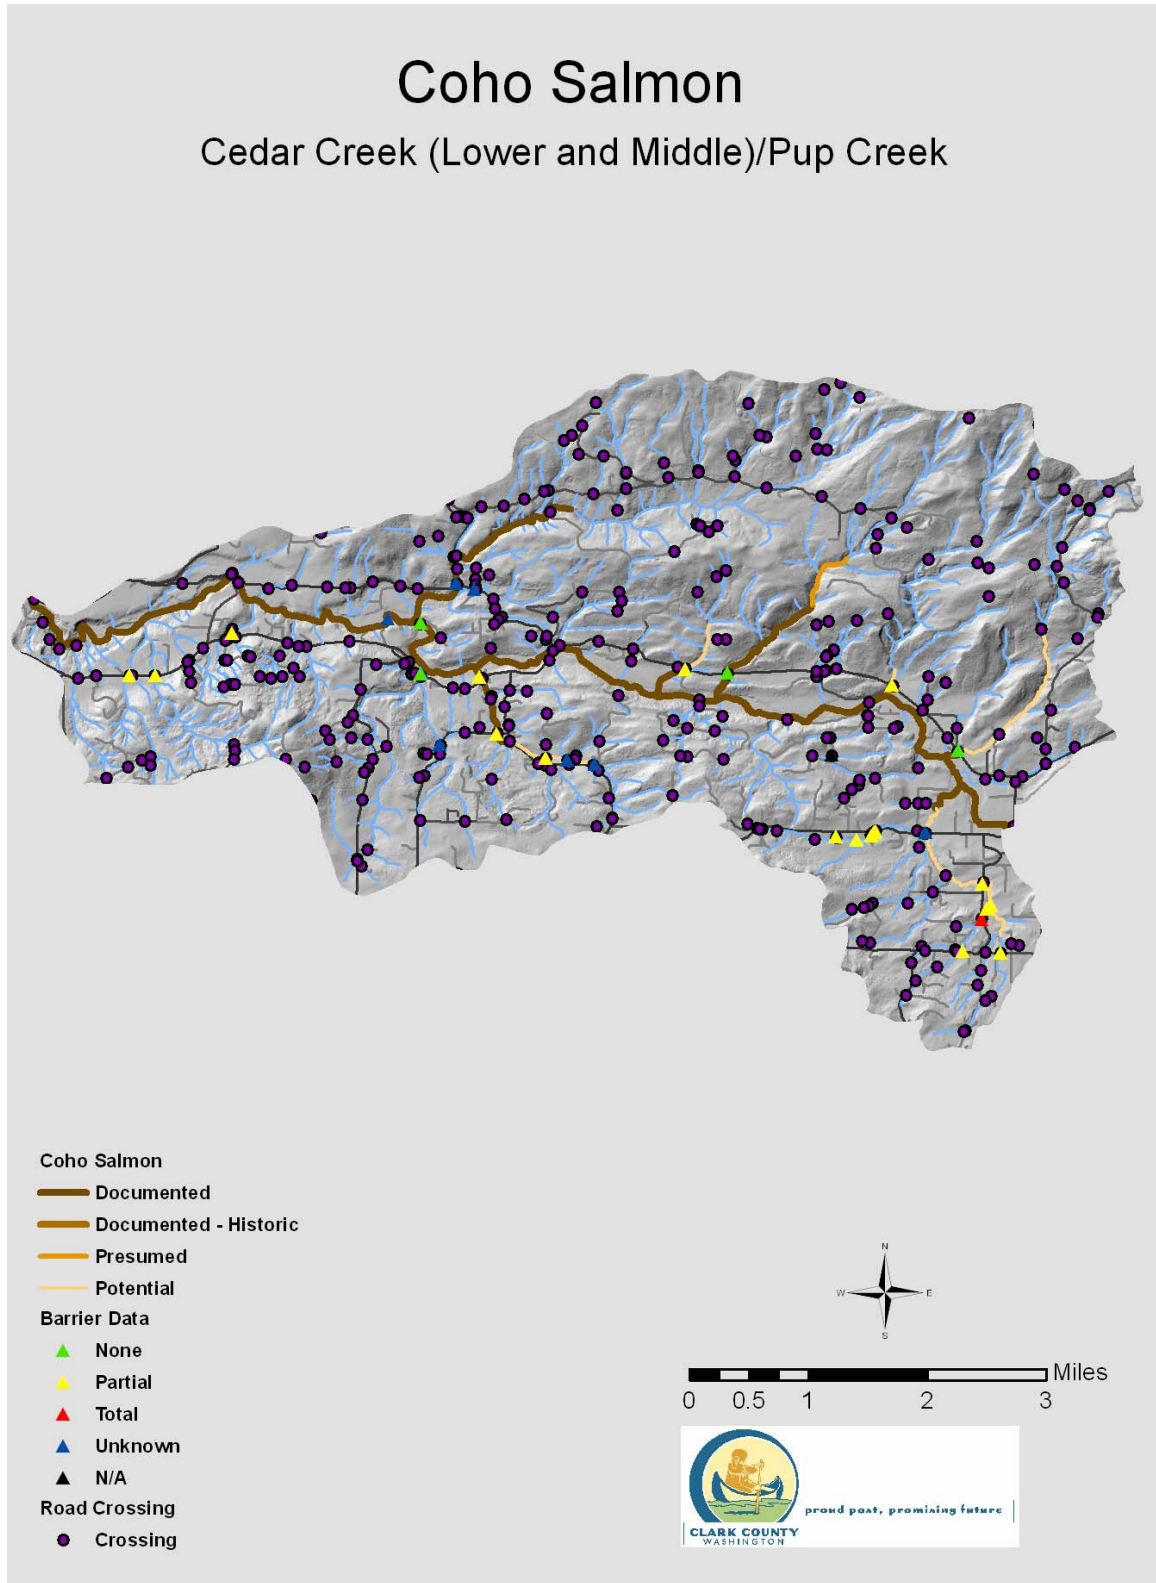 Coho Salmon
Cedar Creek (Lower and Middle)/Pup Creek
Coho Salmon
Documented
Documented - Historic
Presumed
Potential
Barrier Data
None
Partial
Total
Unknown
N/A
Road Crossing
Crossing
N
W E
S
Miles
0 0.5 1 2 3
proud past, promising future
CLARK COUNTY
WASHINGTON